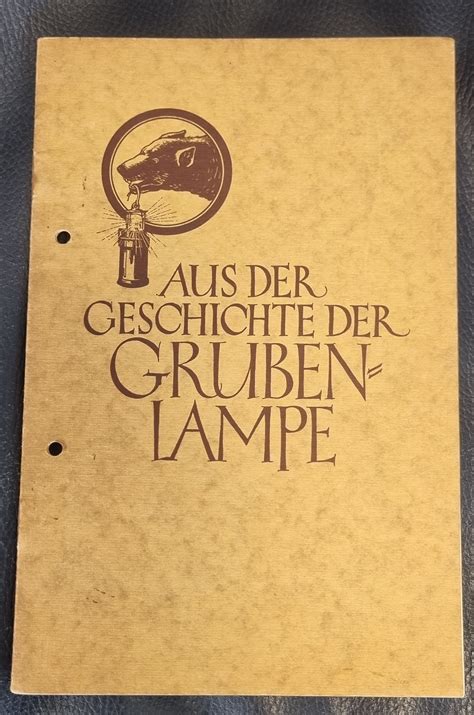 AUS DER
GESCHICHTE DER
GRUBEN=
LAMPE